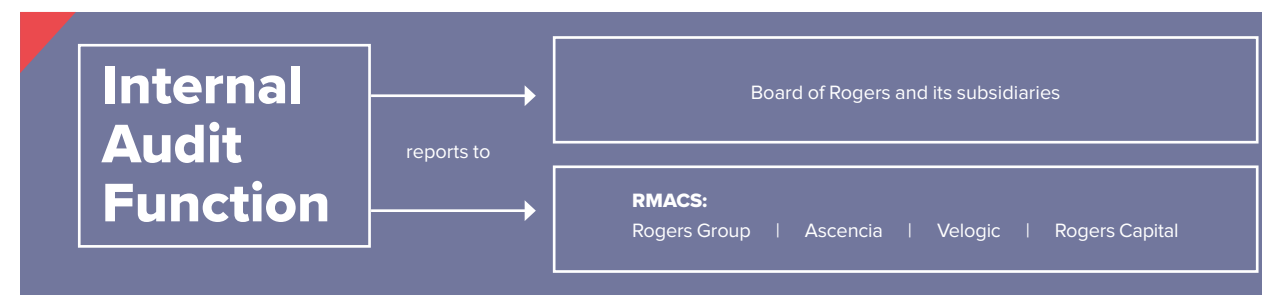 Internal
Audit
Function
reports to
Board of Rogers and its subsidiaries
RMACS:
Rogers Group | Ascencia | Velogic | Rogers Capital